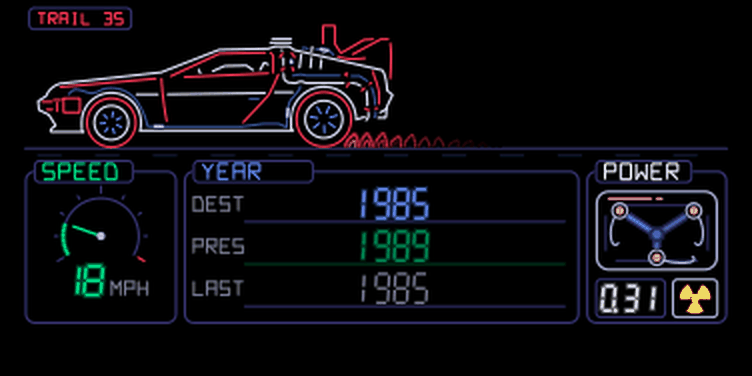 TRAIL 35
SPEED
18 MPH
YEAR
DEST 1985
PRES 1989
LAST 1985
POWER
0.31